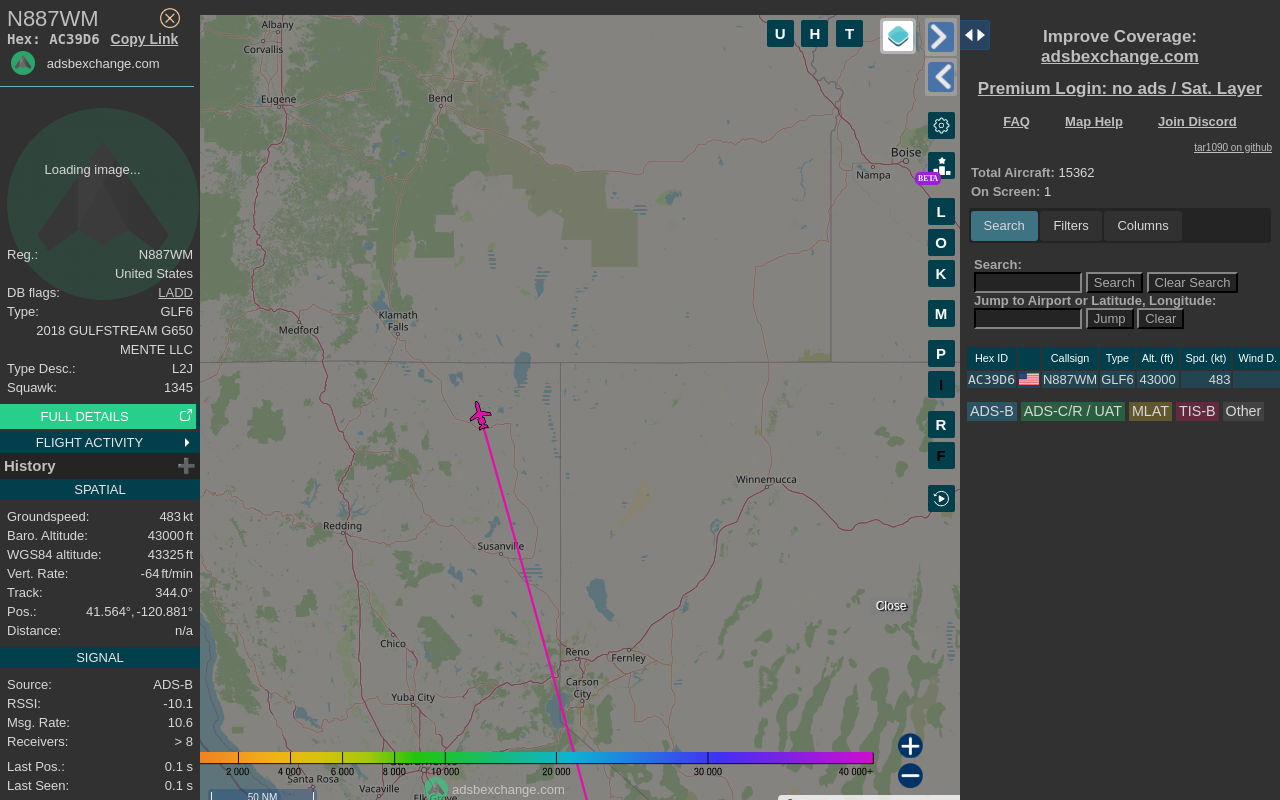 N887WM
Hex: AC39D6 Copy Link
adsbexchange.com
Loading image...
Reg.: N887WM
United States
DB flags: LADD
Type: GLF6
2018 GULFSTREAM G650
MENTE LLC
Type Desc.: L2J
Squawk: 1345
FULL DETAILS
FLIGHT ACTIVITY
History
SPATIAL
Groundspeed: 483 kt
Baro. Altitude: 43000 ft
WGS84 altitude: 43325 ft
Vert. Rate: -64 ft/min
Track: 344.0°
Pos.: 41.564°, -120.881°
Distance: n/a
SIGNAL
Source: ADS-B
RSSI: -10.1
Msg. Rate: 10.6
Receivers: > 8
Last Pos.: 0.1 s
Last Seen: 0.1 s
Albany
Corvallis
Eugene
Bend
Boise
Nampa
Medford
Klamath
Falls
Winnemucca
Redding
Susanville
Chico
Reno
Fernley
Carson
City
Yuba City
Santa Rosa
Vacaville
Elk Grove
2 000 4 000 6 000 8 000 10 000 20 000 30 000 40 000+
50 NM
adsbexchange.com
U H T
BETA
L
O
K
M
P
I
R
F
Close
Improve Coverage:
adsbexchange.com
Premium Login: no ads / Sat. Layer
FAQ Map Help Join Discord
tar1090 on github
Total Aircraft: 15362
On Screen: 1
Search Filters Columns
Search:
Search Clear Search
Jump to Airport or Latitude, Longitude:
Jump Clear
Hex ID Callsign Type Alt. (ft) Spd. (kt) Wind D.
AC39D6 N887WM GLF6 43000 483
ADS-B ADS-C/R / UAT MLAT TIS-B Other